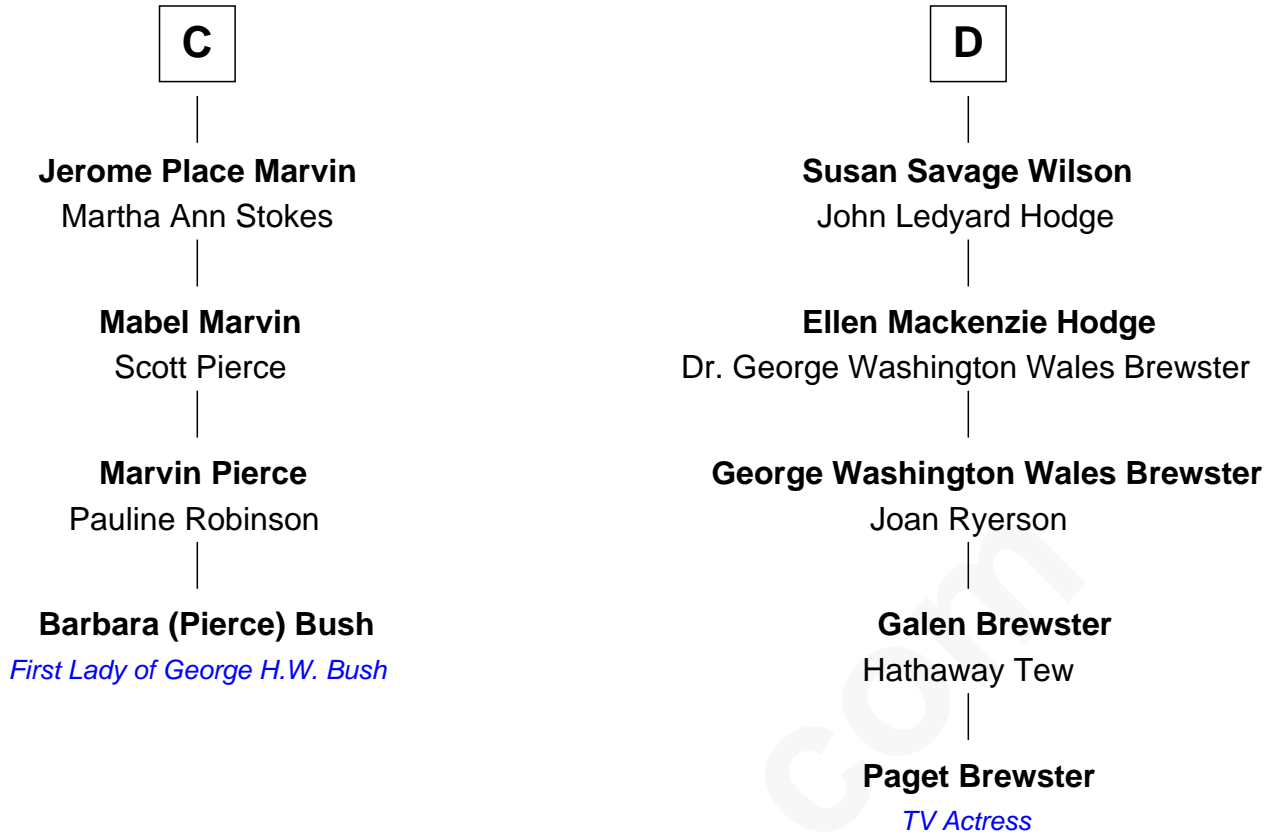 C
Jerome Place Marvin
Martha Ann Stokes
Mabel Marvin
Scott Pierce
Marvin Pierce
Pauline Robinson
Barbara (Pierce) Bush
First Lady of George H.W. Bush
D
Susan Savage Wilson
John Ledyard Hodge
Ellen Mackenzie Hodge
Dr. George Washington Wales Brewster
George Washington Wales Brewster
Joan Ryerson
Galen Brewster
Hathaway Tew
Paget Brewster
TV Actress
com